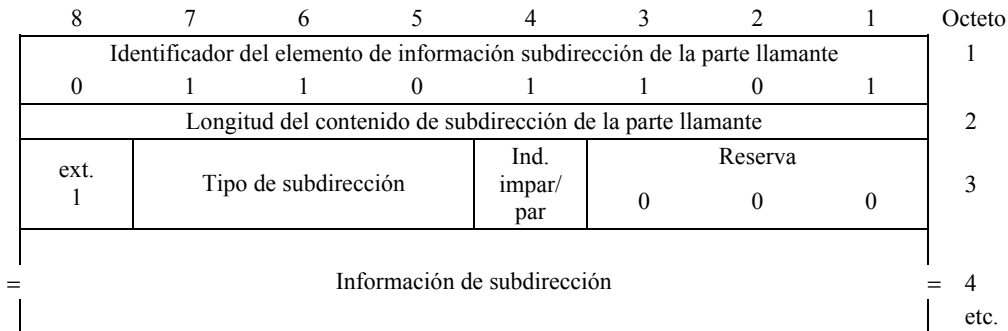 8 7 6 5 4 3 2 1 Octeto
Identificador del elemento de información subdirección de la parte llamante 1
0 1 1 0 1 1 0 1
Longitud del contenido de subdirección de la parte llamante 2
ext. 1 Tipo de subdirección Ind. impar/ par Reserva 0 0 0 3
= Información de subdirección = 4
etc.